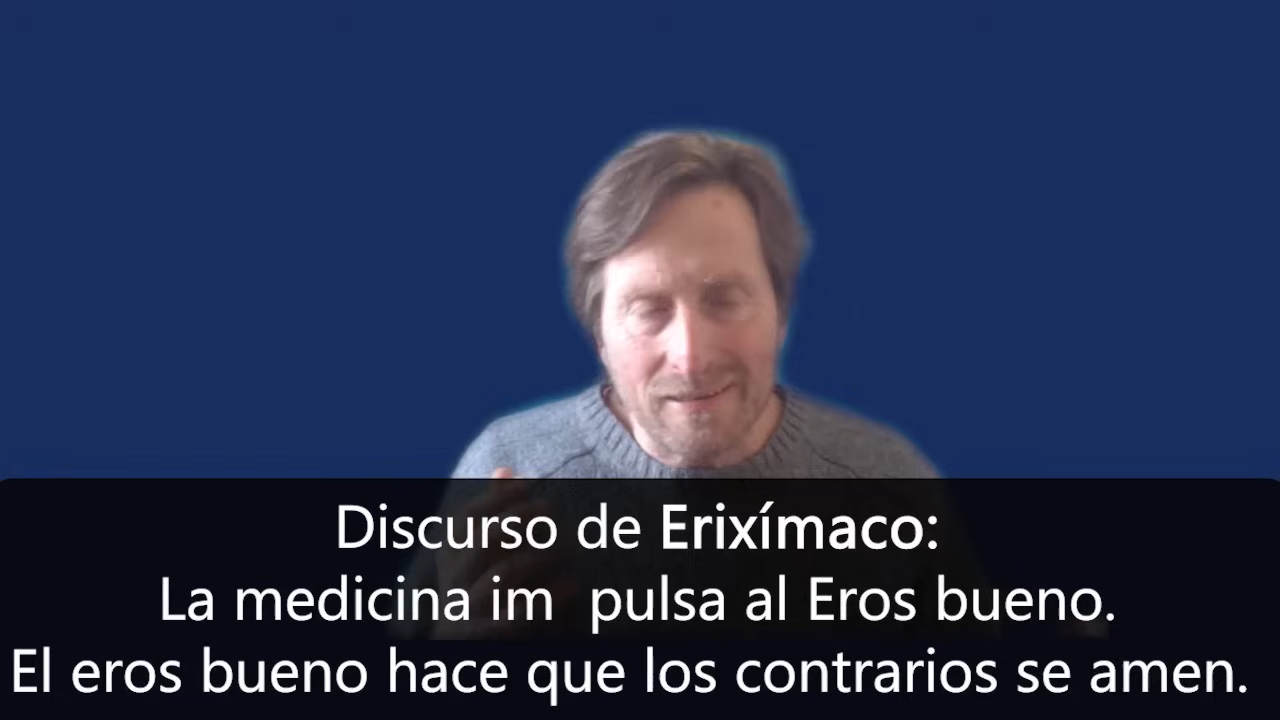 Discurso de Erixímaco:
La medicina im  pulsa al Eros bueno.
El eros bueno hace que los contrarios se amen.